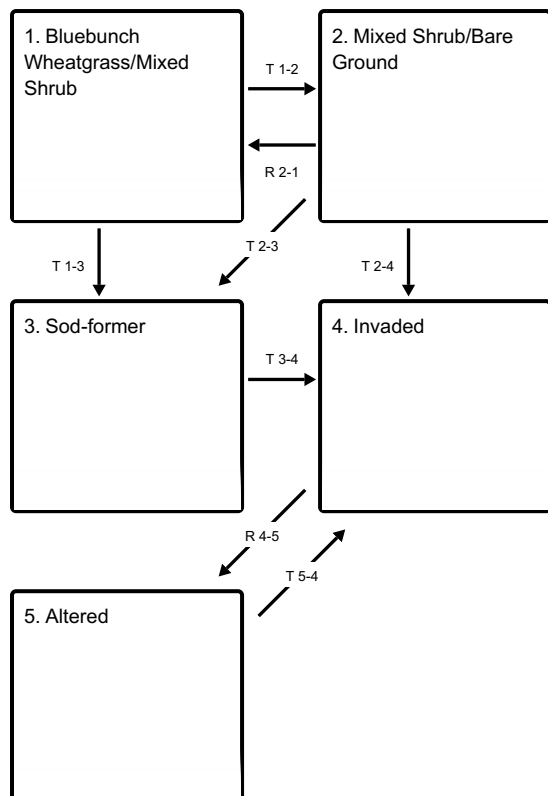 1. Bluebunch
Wheatgrass/Mixed
Shrub
T 1-2
2. Mixed Shrub/Bare
Ground
R 2-1
T 1-3
T 2-3
T 2-4
3. Sod-former
T 3-4
4. Invaded
R 4-5
T 5-4
5. Altered